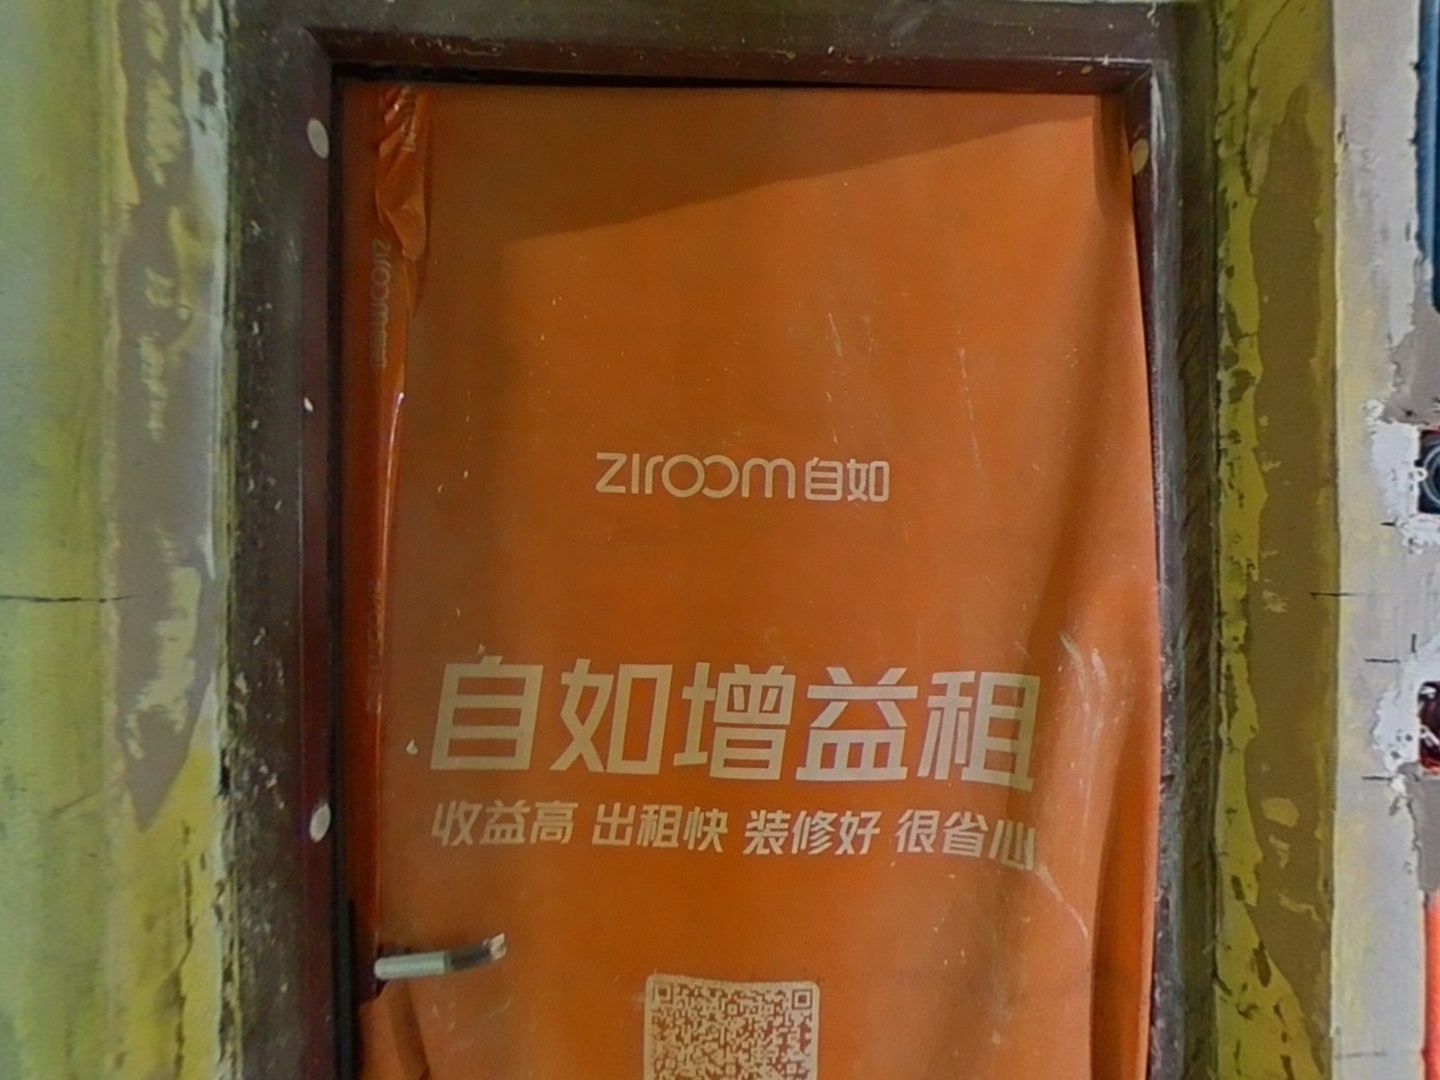 ziroom自如
自如增益租
收益高 出租快 装修好 很省心
ziroom